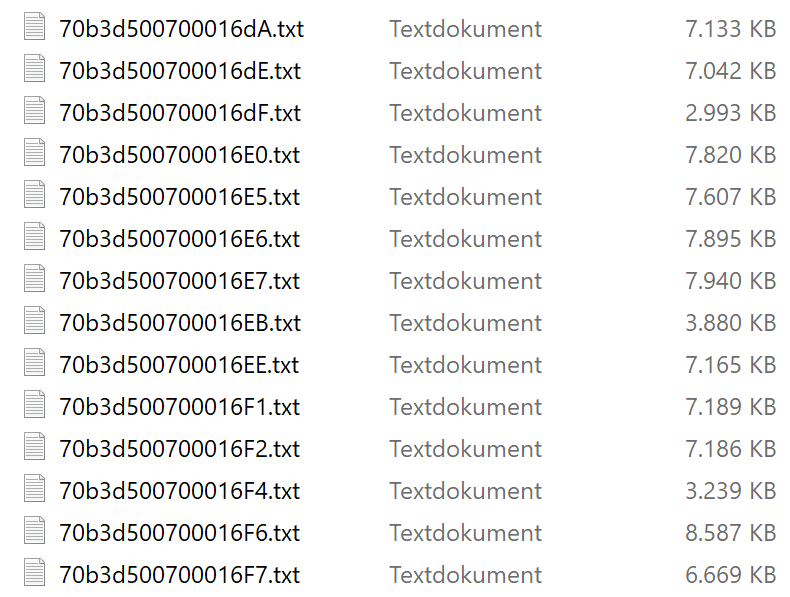 70b3d500700016dA.txt Textdokument 7.133 KB
70b3d500700016dE.txt Textdokument 7.042 KB
70b3d500700016dF.txt Textdokument 2.993 KB
70b3d500700016E0.txt Textdokument 7.820 KB
70b3d500700016E5.txt Textdokument 7.607 KB
70b3d500700016E6.txt Textdokument 7.895 KB
70b3d500700016E7.txt Textdokument 7.940 KB
70b3d500700016EB.txt Textdokument 3.880 KB
70b3d500700016EE.txt Textdokument 7.165 KB
70b3d500700016F1.txt Textdokument 7.189 KB
70b3d500700016F2.txt Textdokument 7.186 KB
70b3d500700016F4.txt Textdokument 3.239 KB
70b3d500700016F6.txt Textdokument 8.587 KB
70b3d500700016F7.txt Textdokument 6.669 KB